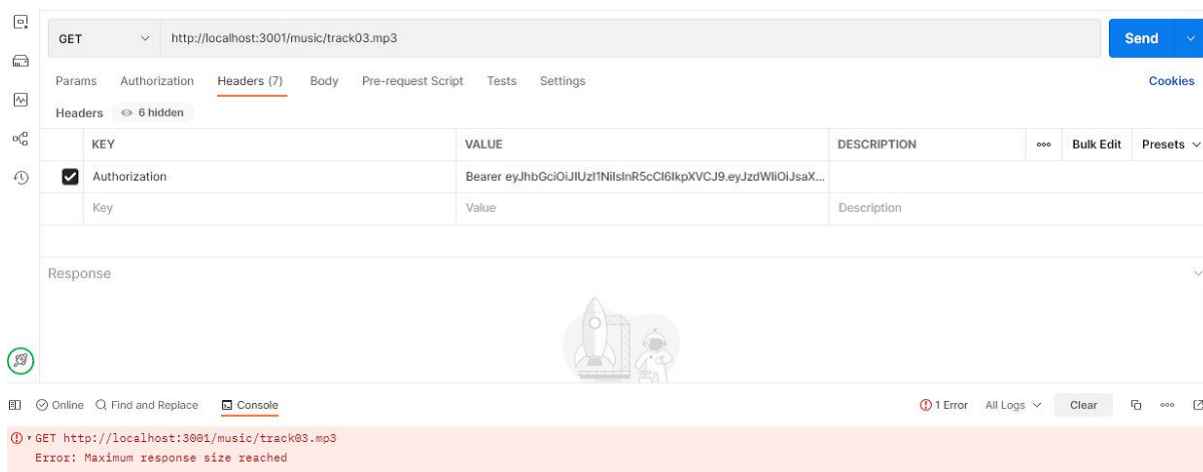 GET http://localhost:3001/music/track03.mp3 Send
Params Authorization Headers (7) Body Pre-request Script Tests Settings Cookies
Headers 6 hidden
KEY VALUE DESCRIPTION ooo Bulk Edit Presets
Authorization Bearer eyJhbGciOiJIUzI1NiIsInR5cCI6IkpXVCJ9.eyJzdWIiOiJsaX...
Key Value Description
Response
Online Find and Replace Console 1 Error All Logs Clear ooo
GET http://localhost:3001/music/track03.mp3
Error: Maximum response size reached